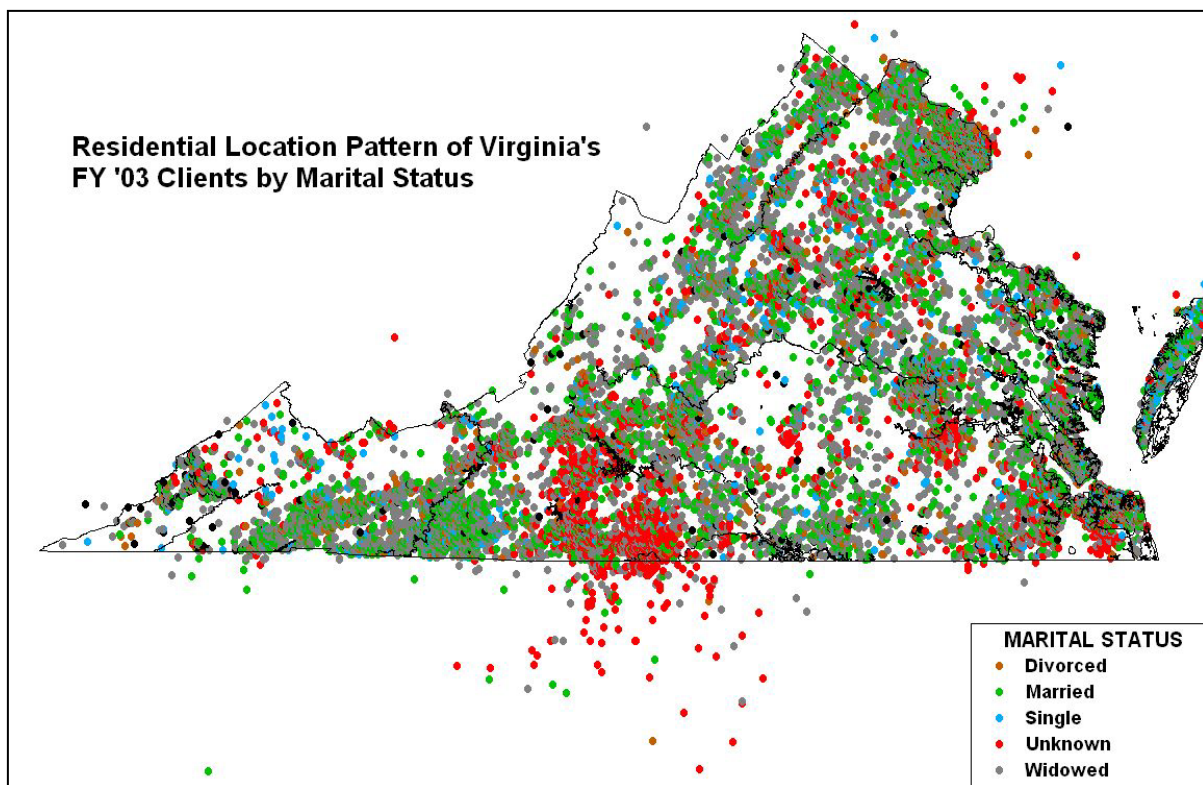 Residential Location Pattern of Virginia's
FY '03 Clients by Marital Status
MARITAL STATUS
Divorced
Married
Single
Unknown
Widowed